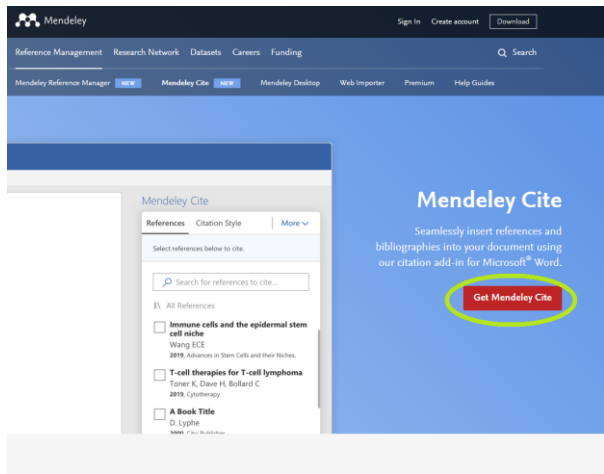 Mendeley
Sign In Create account Download
Reference Management Research Network Datasets Careers Funding Search
Mendeley Reference Manager NEW Mendeley Cite NEW Mendeley Desktop Web Importer Premium Help Guides
Mendeley Cite
References Citation Style More
Select references below to cite.
Search for references to cite...
All References
Immune cells and the epidermal stem
cell niche
Wang ECE
2019, Advances in Stem Cells and their Niches,
T-cell therapies for T-cell lymphoma
Toner K, Dave H, Bollard C
2019, Cytotherapy
A Book Title
D. Lyphe
2000, City Publisher
Mendeley Cite
Seamlessly insert references and
bibliographies into your document using
our citation add-in for Microsoft® Word.
Get Mendeley Cite